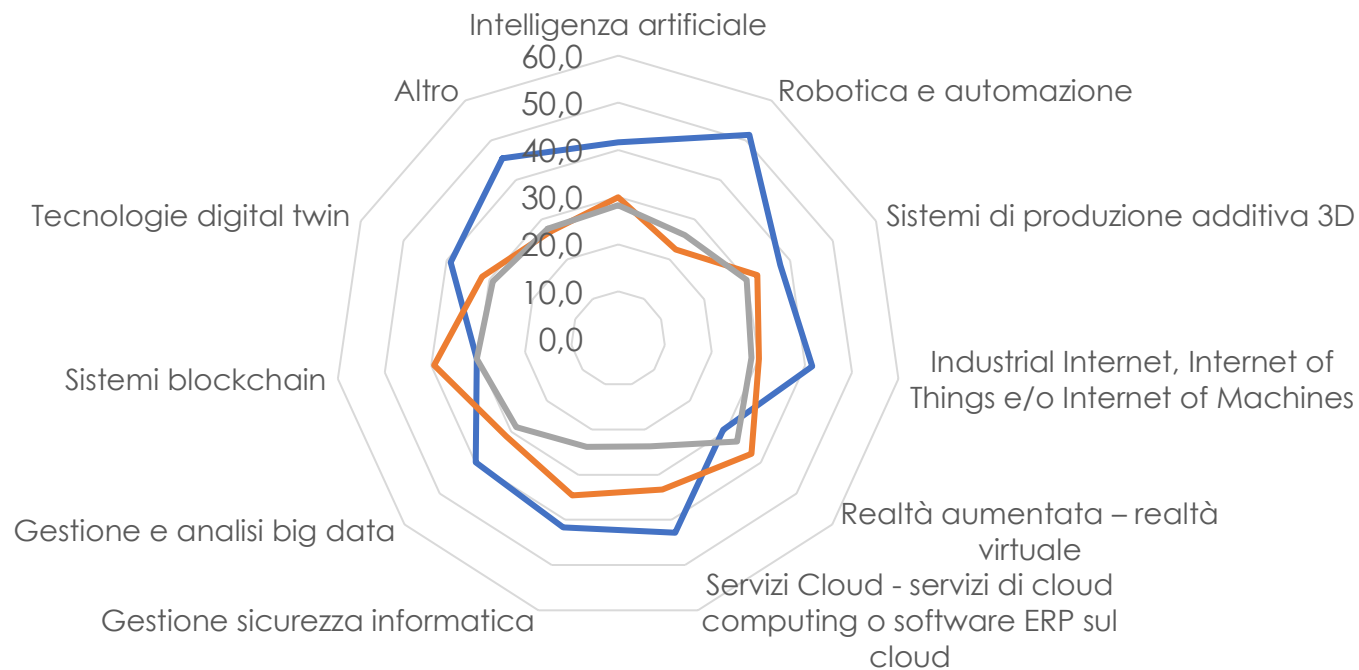 Intelligenza artificiale
60,0
50,0
40,0
30,0
20,0
10,0
0,0
Robotica e automazione
Sistemi di produzione additiva 3D
Industrial Internet, Internet of
Things e/o Internet of Machines
Realtà aumentata – realtà
virtuale
Servizi Cloud - servizi di cloud
computing o software ERP sul
cloud
Gestione sicurezza informatica
Gestione e analisi big data
Sistemi blockchain
Tecnologie digital twin
Altro